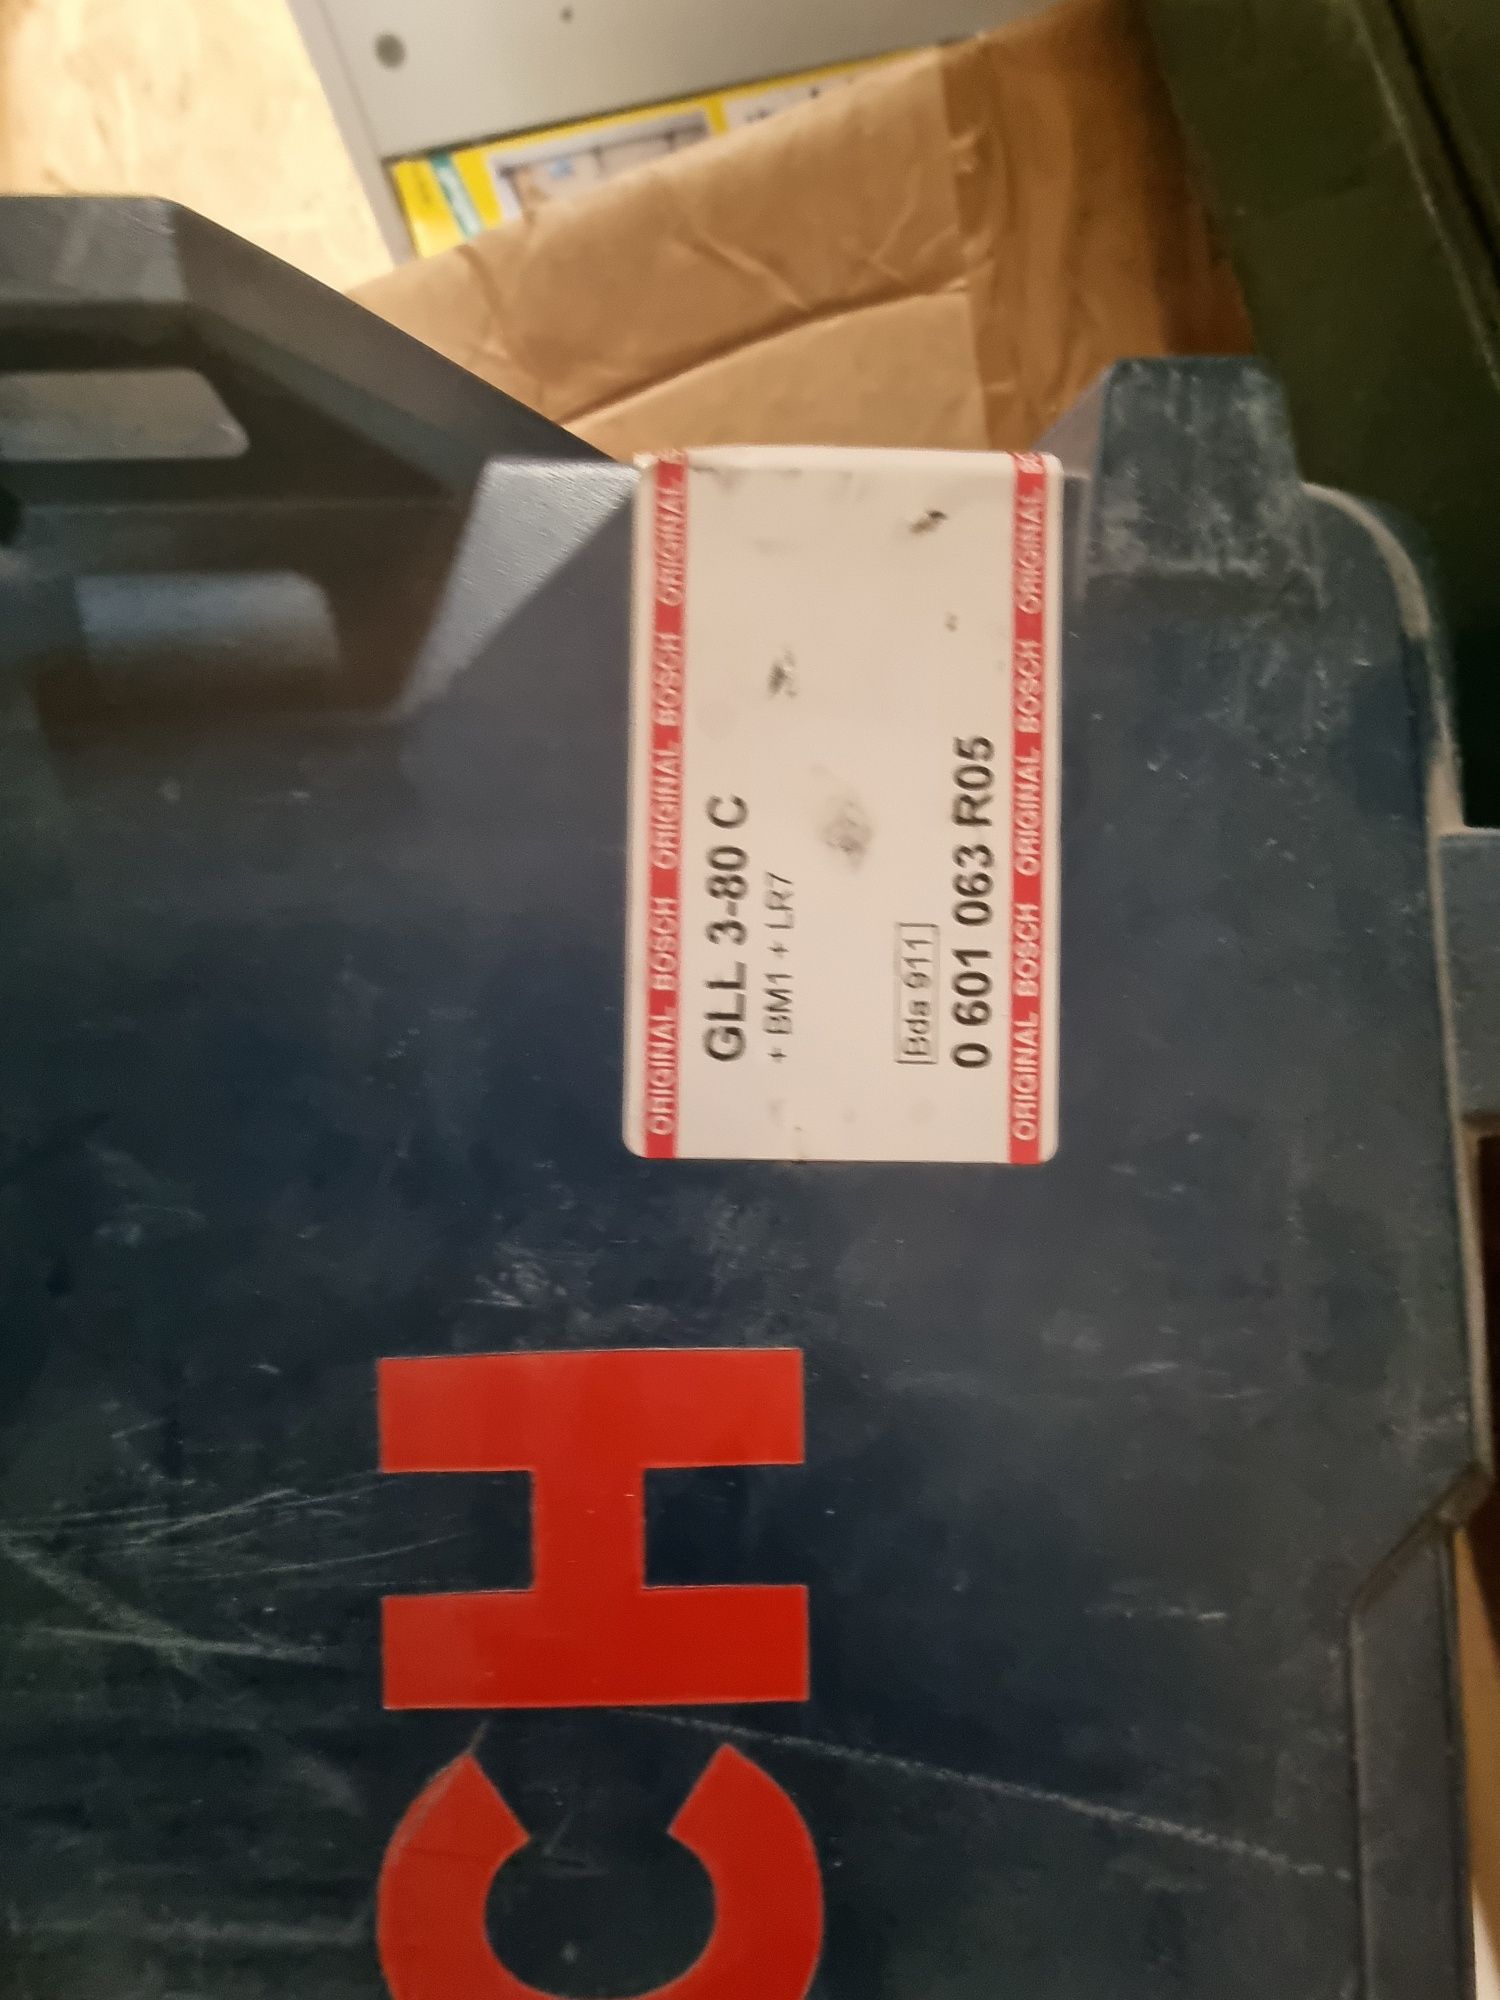 ORIGINAL BOSCH ORIGINAL BOSCH ORIGINAL
GLL 3-80 C
+ BM1 + LR7
Bda 911
0 601 063 R05
ORIGINAL BOSCH ORIGINAL BOSCH ORIGINAL
CH